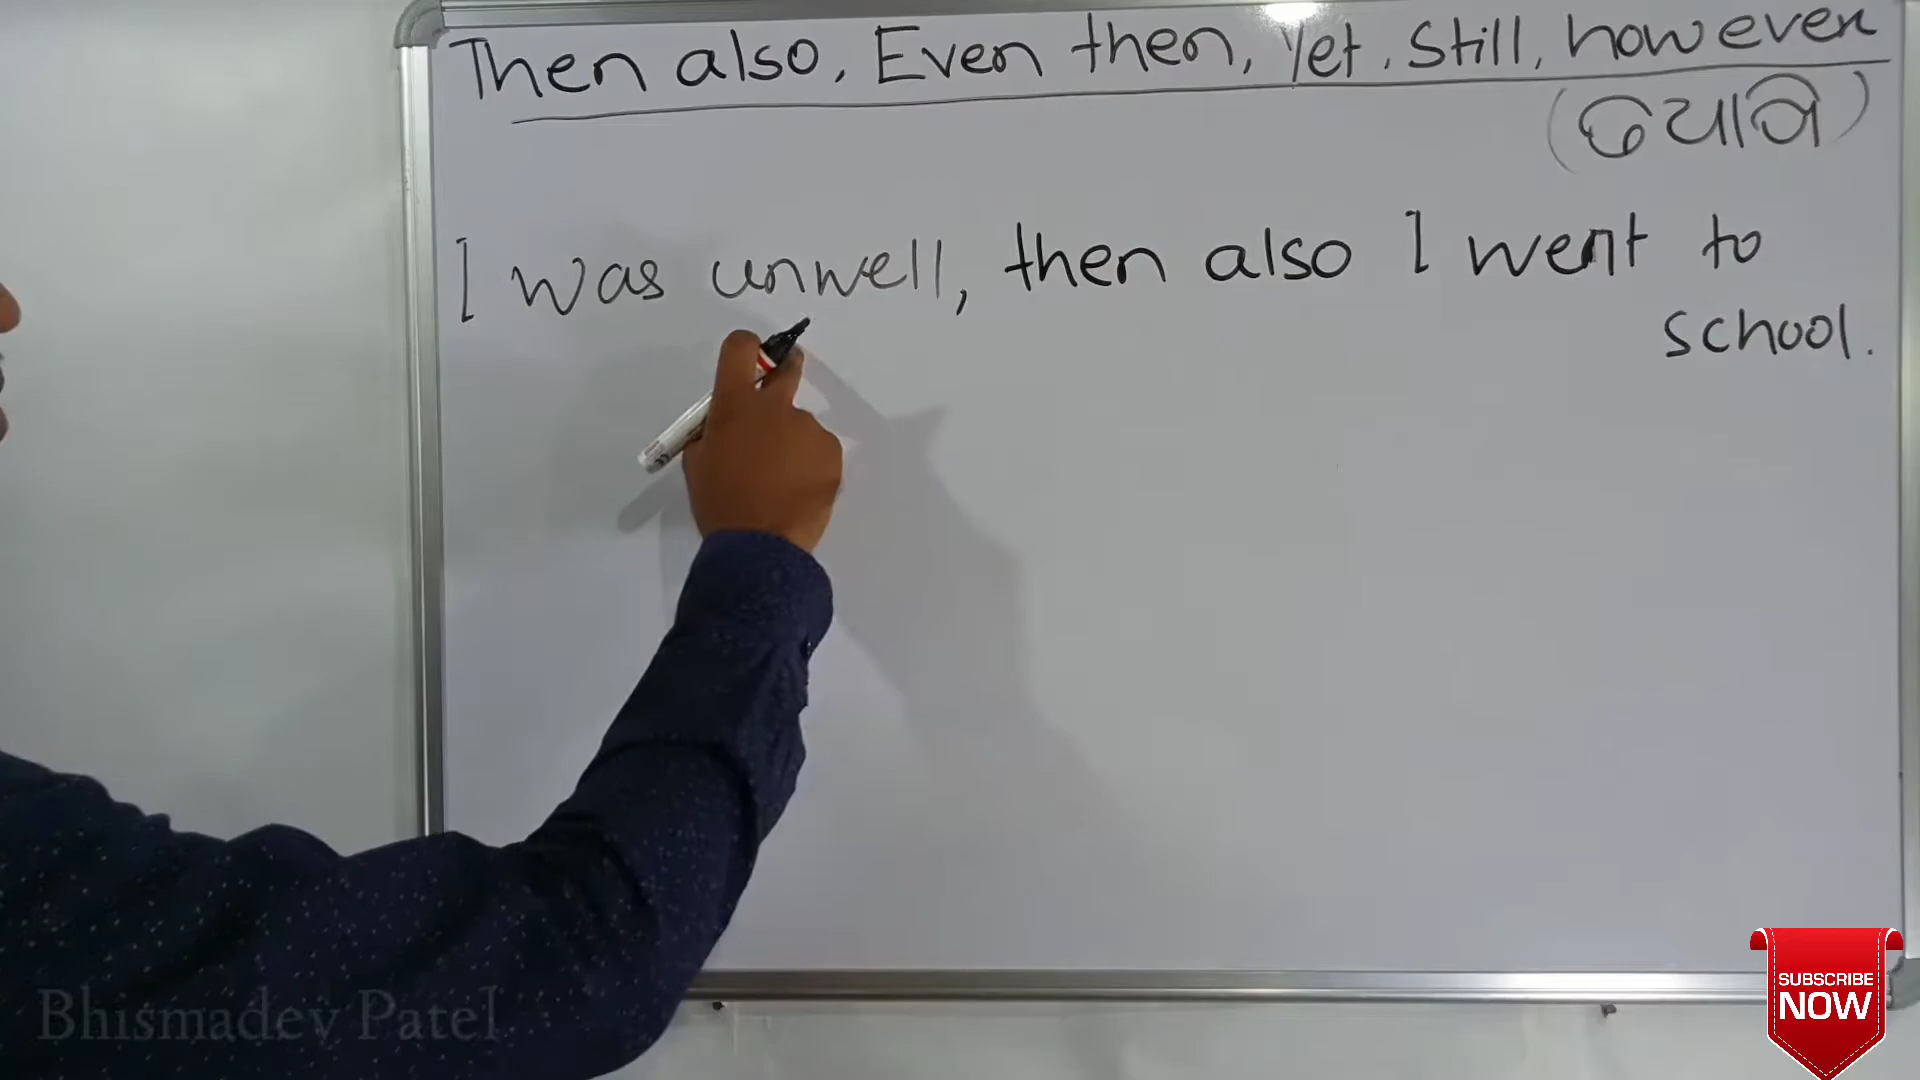 Then also, Even then, Yet, Still, however
(ତଥାପି)
I was unwell, then also I went to
school.
Bhismadev Patel
SUBSCRIBE
NOW